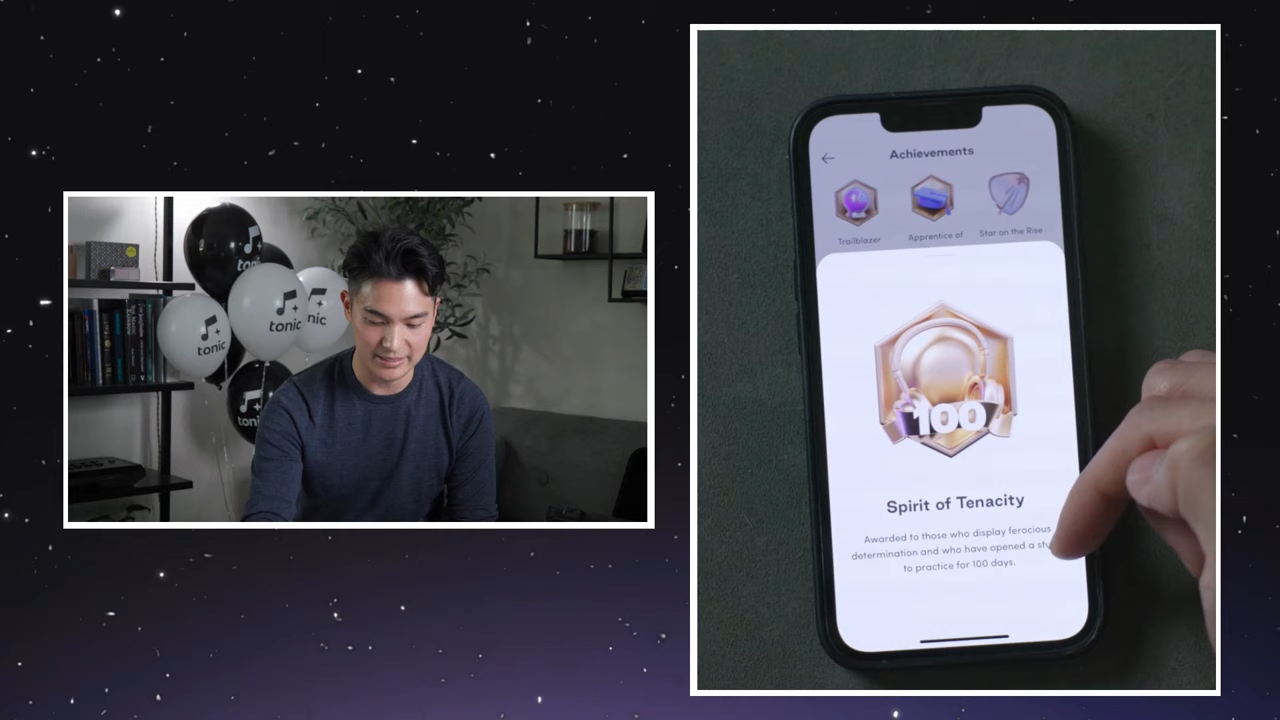 tonic
tonic
tonic
Achievements
Trailblazer
Apprentice of
Star on the Rise
100
Spirit of Tenacity
Awarded to those who display ferocious
determination and who have opened a
to practice for 100 days.